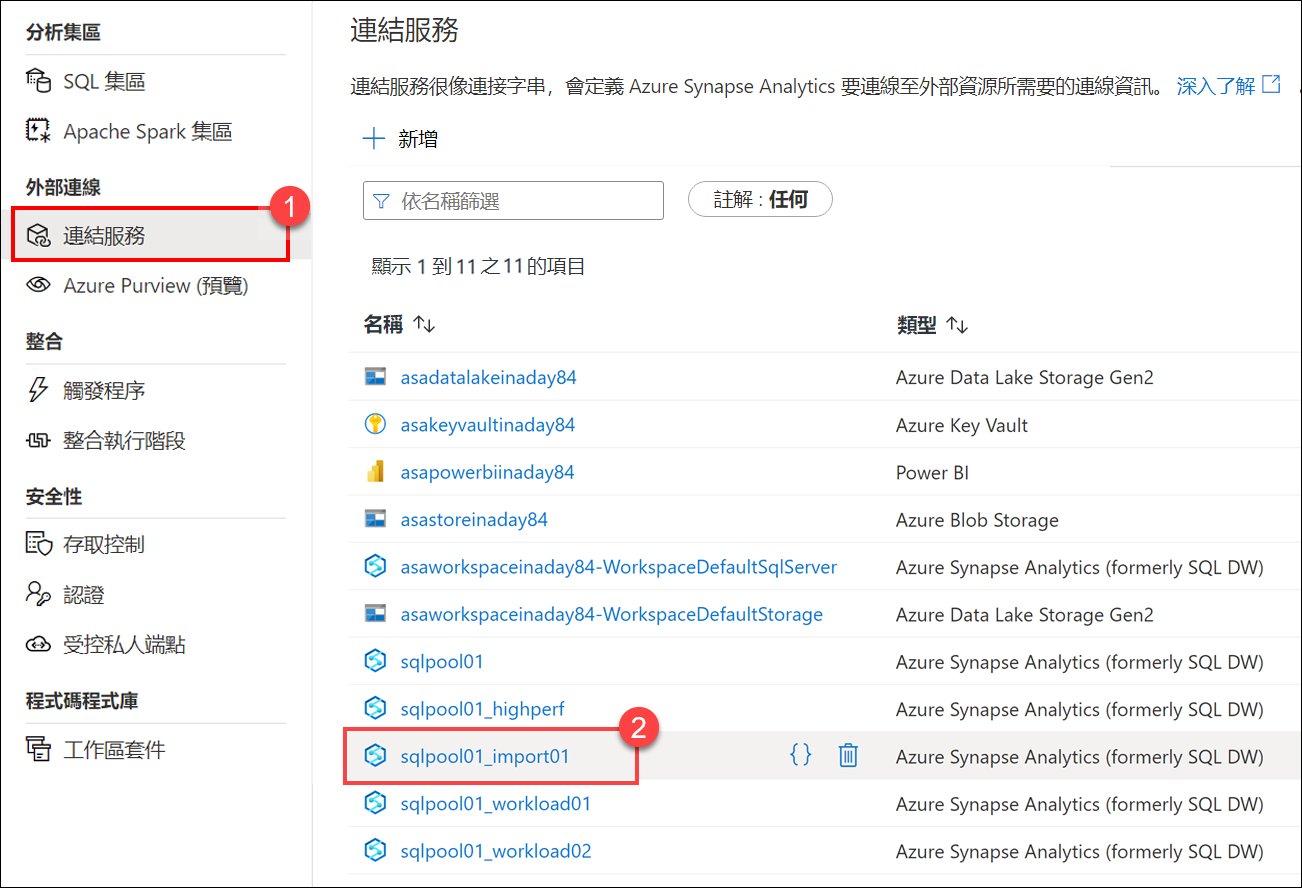 分析集區
SQL 集區
Apache Spark 集區
外部連線
1
連結服務
Azure Purview (預覽)
整合
觸發程序
整合執行階段
安全性
存取控制
認證
受控私人端點
程式碼程式庫
工作區套件
連結服務
連結服務很像連接字串，會定義 Azure Synapse Analytics 要連線至外部資源所需要的連線資訊。 深入了解
新增
依名稱篩選
註解 : 任何
顯示 1 到 11 之 11 的項目
名稱 類型
asadatalakeinaday84 Azure Data Lake Storage Gen2
asakeyvaultinaday84 Azure Key Vault
asapowerbiinaday84 Power BI
asastoreinaday84 Azure Blob Storage
asaworkspaceinaday84-WorkspaceDefaultSqlServer Azure Synapse Analytics (formerly SQL DW)
asaworkspaceinaday84-WorkspaceDefaultStorage Azure Data Lake Storage Gen2
sqlpool01 Azure Synapse Analytics (formerly SQL DW)
sqlpool01_highperf Azure Synapse Analytics (formerly SQL DW)
2
sqlpool01_import01 {} Azure Synapse Analytics (formerly SQL DW)
sqlpool01_workload01 Azure Synapse Analytics (formerly SQL DW)
sqlpool01_workload02 Azure Synapse Analytics (formerly SQL DW)